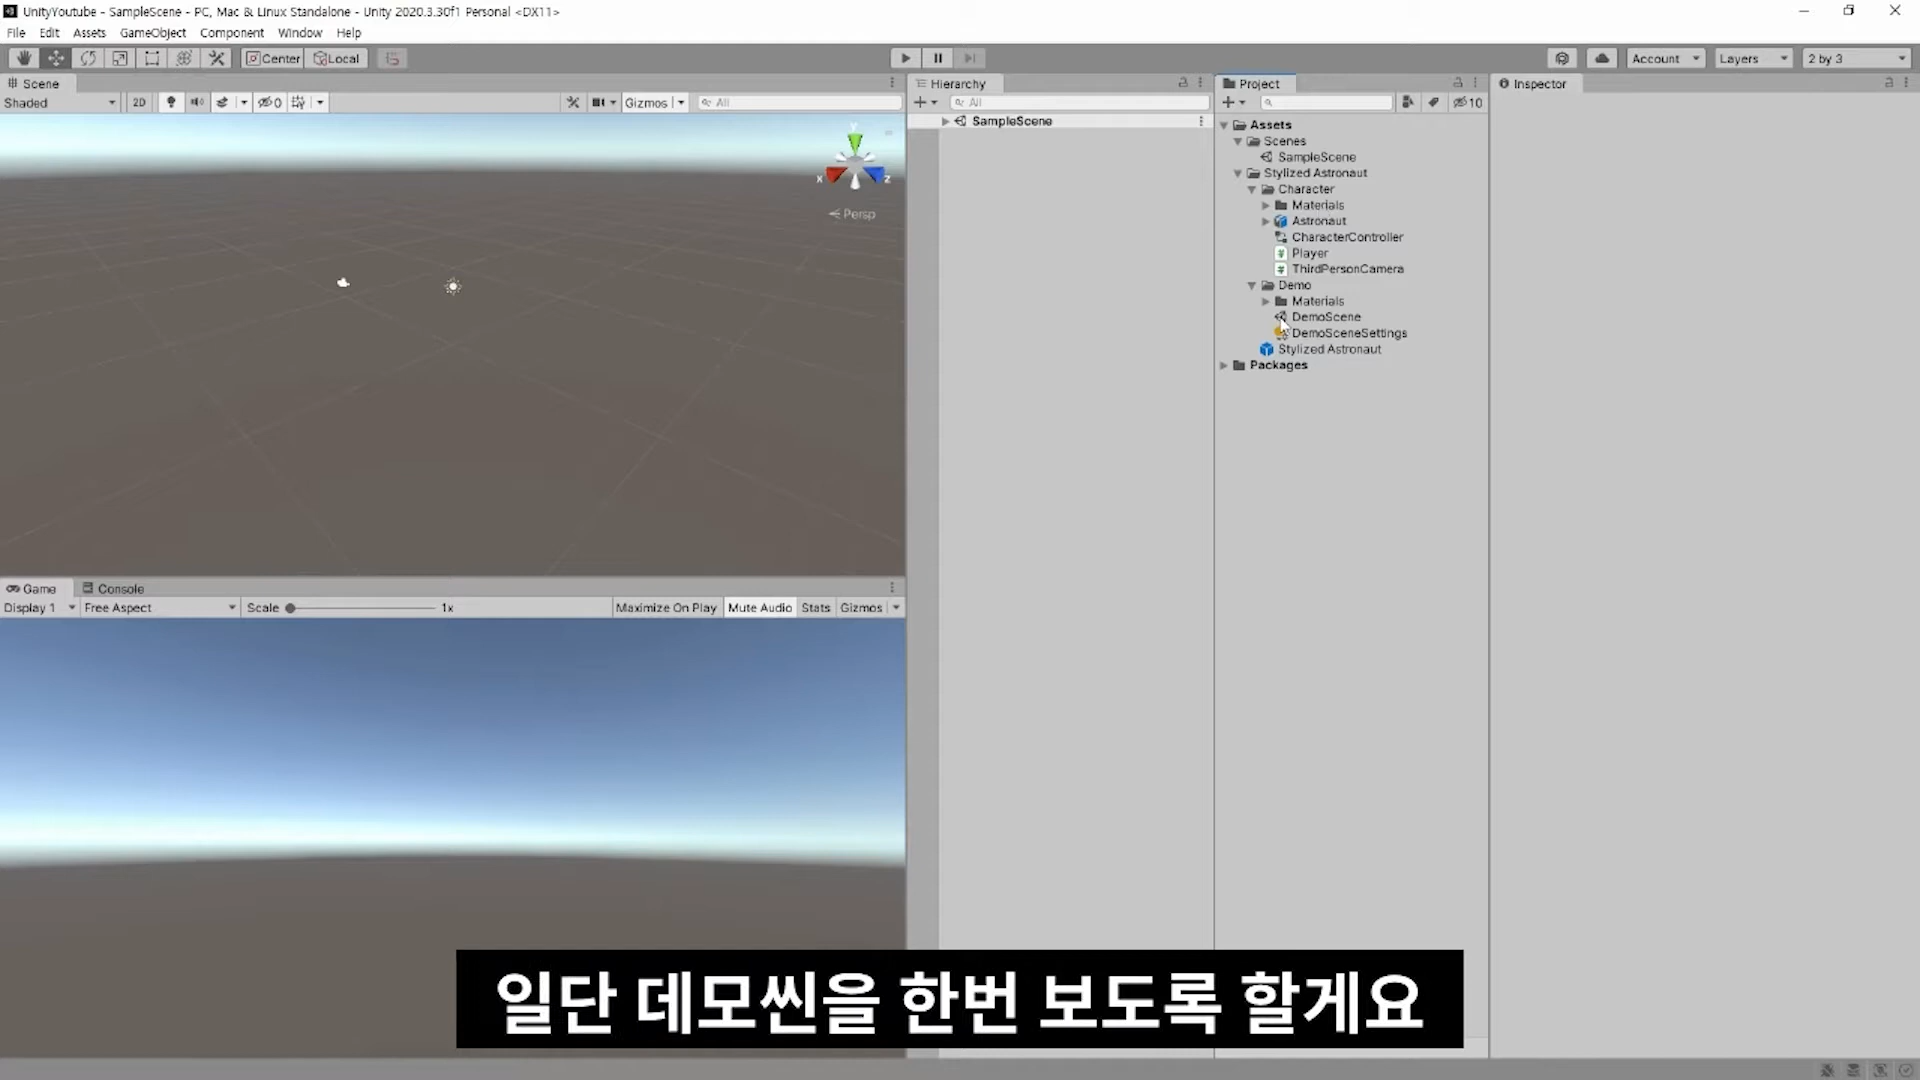 UnityYoutube - SampleScene - PC, Mac & Linux Standalone - Unity 2020.3.30f1 Personal <DX11>
File Edit Assets GameObject Component Window Help
Center Local
Account Layers 2 by 3
Scene
Shaded 2D 0 Gizmos All
y
x
z
Persp
Game Console
Display 1 Free Aspect Scale 1x Maximize On Play Mute Audio Stats Gizmos
Hierarchy
All
SampleScene
Project
10
Assets
Scenes
SampleScene
Stylized Astronaut
Character
Materials
Astronaut
CharacterController
Player
ThirdPersonCamera
Demo
Materials
DemoScene
DemoSceneSettings
Stylized Astronaut
Packages
Inspector
일단 데모씬을 한번 보도록 할게요